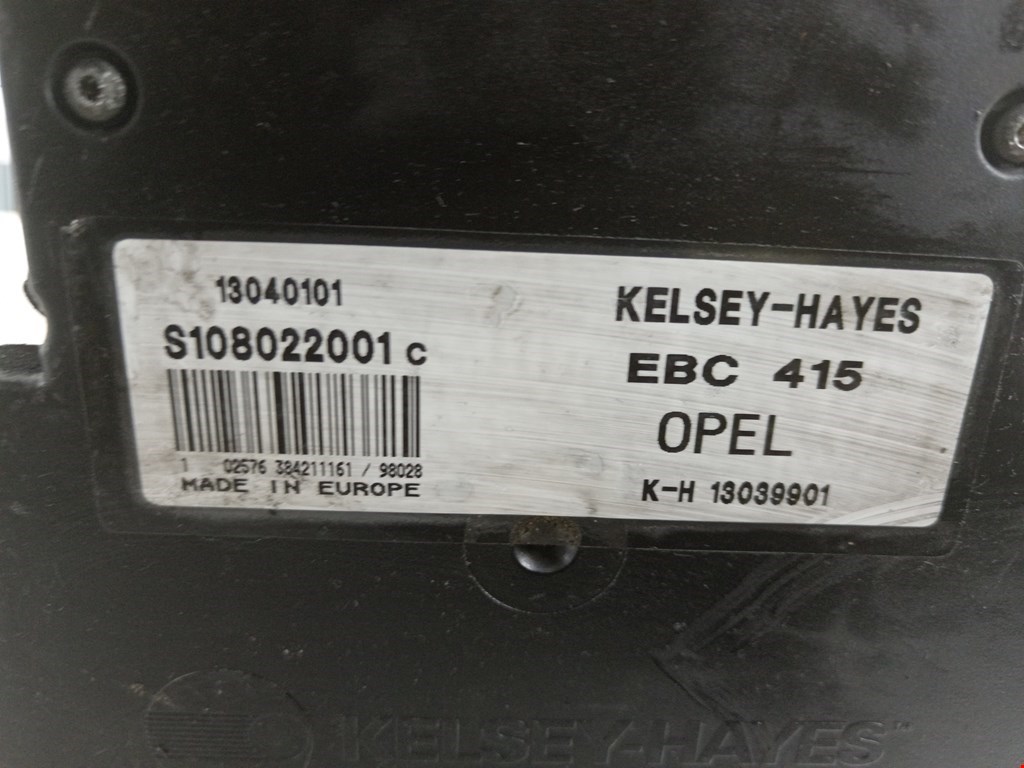 13040101
S108022001 C
1 02576 384211161 / 98028
MADE IN EUROPE
KELSEY-HAYES
EBC 415
OPEL
K-H 13039901
KELSEY-HAYES